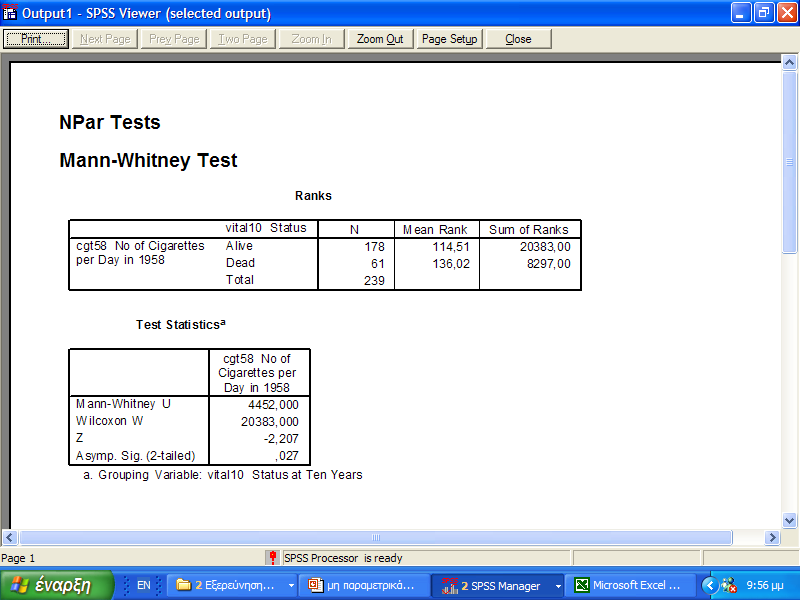 Output1 - SPSS Viewer (selected output)
Print... Next Page Prev Page Two Page Zoom In Zoom Out Page Setup Close
NPar Tests
Mann-Whitney Test
Ranks
vital10 Status N Mean Rank Sum of Ranks
cgt58 No of Cigarettes per Day in 1958 Alive 178 114,51 20383,00
Dead 61 136,02 8297,00
Total 239
Test Statisticsa
cgt58 No of
Cigarettes per
Day in 1958
Mann-Whitney U 4452,000
Wilcoxon W 20383,000
Z -2,207
Asymp. Sig. (2-tailed) ,027
a. Grouping Variable: vital10 Status at Ten Years
Page 1 SPSS Processor is ready
έναρξη EN 2 Εξερεύνηση... μη παραμετρικά... 2 SPSS Manager Microsoft Excel ... 9:56 μμ